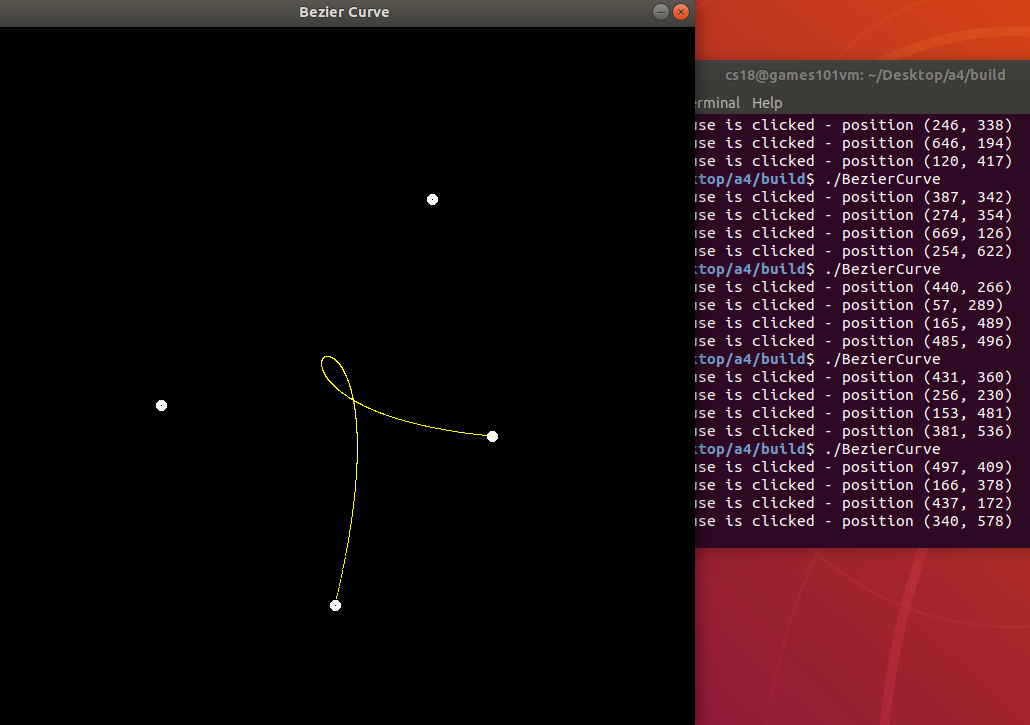 Bezier Curve
cs18@games101vm: ~/Desktop/a4/build
erminal Help
use is clicked - position (246, 338)
use is clicked - position (646, 194)
use is clicked - position (120, 417)
ktop/a4/build$ ./BezierCurve
use is clicked - position (387, 342)
use is clicked - position (274, 354)
use is clicked - position (669, 126)
use is clicked - position (254, 622)
ktop/a4/build$ ./BezierCurve
use is clicked - position (440, 266)
use is clicked - position (57, 289)
use is clicked - position (165, 489)
use is clicked - position (485, 496)
ktop/a4/build$ ./BezierCurve
use is clicked - position (431, 360)
use is clicked - position (256, 230)
use is clicked - position (153, 481)
use is clicked - position (381, 536)
ktop/a4/build$ ./BezierCurve
use is clicked - position (497, 409)
use is clicked - position (166, 378)
use is clicked - position (437, 172)
use is clicked - position (340, 578)